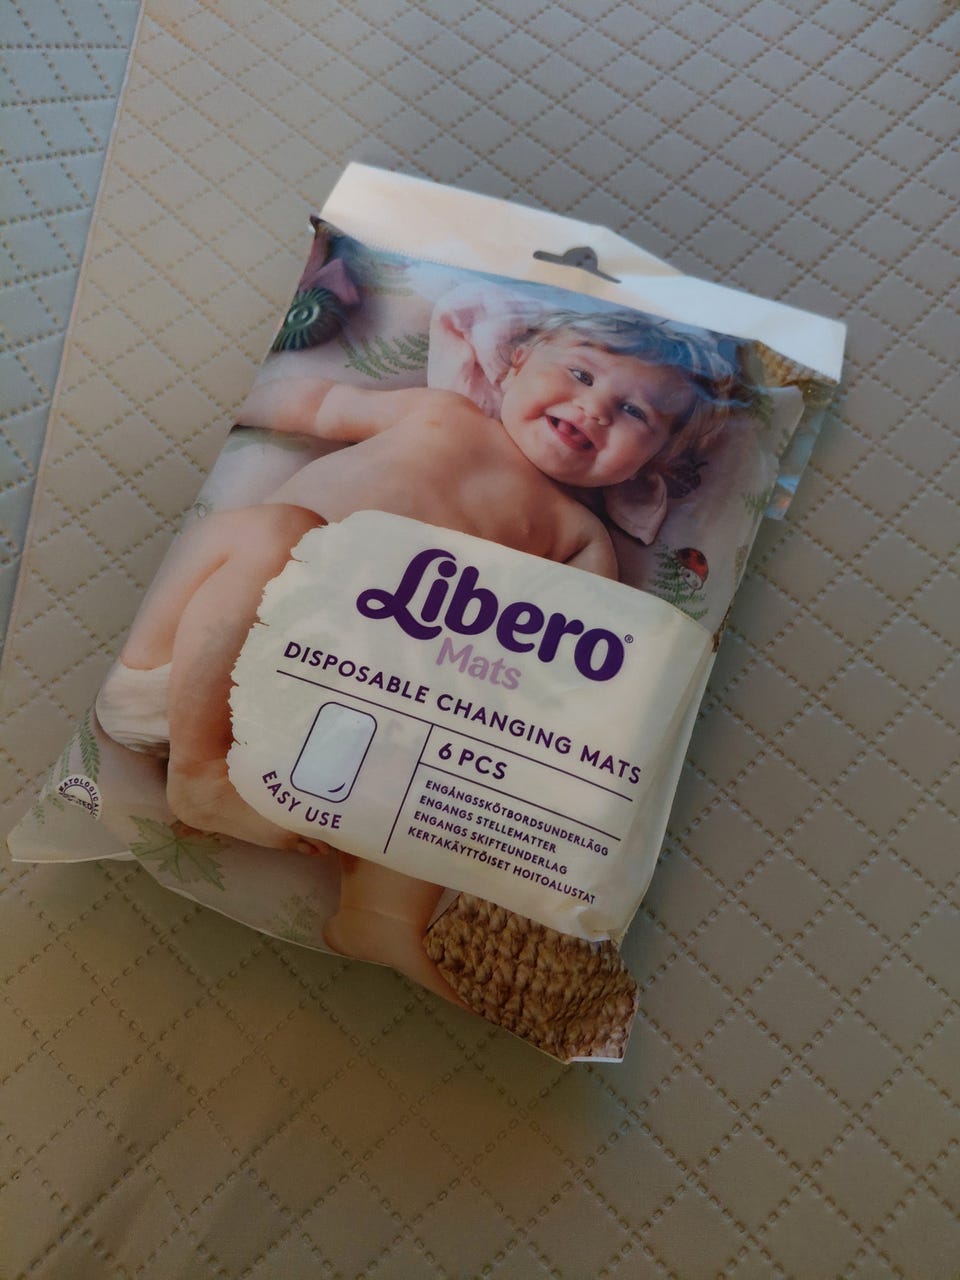 Libero®
Mats
DISPOSABLE CHANGING MATS
EASY USE
6 PCS
ENGÅNGSSKÖTBORDSUNDERLÄGG
ENGANGS STELLEMATTER
ENGANGS SKIFTEUNDERLAG
KERTAKÄYTTÖISET HOITOALUSTAT